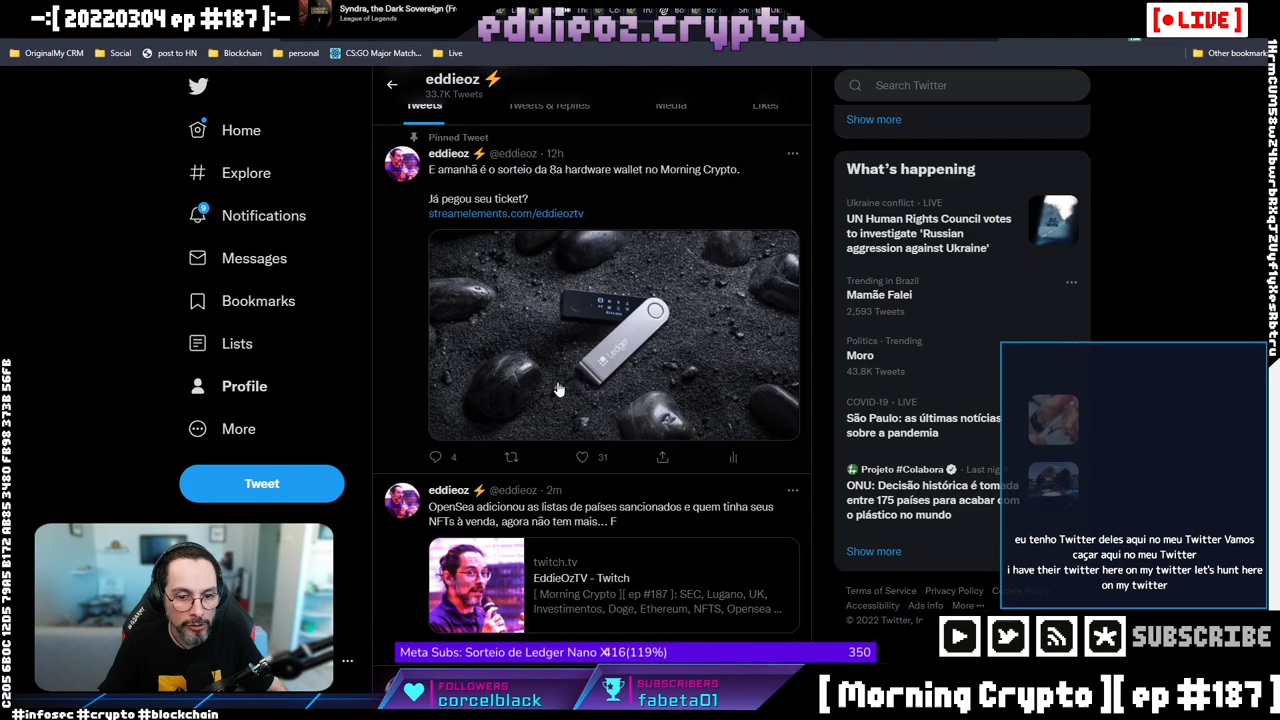 -:[ 20220304 ep #187 ]:-
Syndra, the Dark Sovereign (Fr
League of Legends
eddieoz.crypto
[•LIVE]
OriginalMy CRM
Social
post to HN
Blockchain
personal
CS:GO Major Match...
Live
Other bookmark
eddieoz ⚡
33.7K Tweets
Tweets
Tweets & replies
Media
Likes
Home
Explore
9
Notifications
Messages
Bookmarks
Lists
Profile
More
Tweet
Pinned Tweet
eddieoz ⚡ @eddieoz · 12h
E amanhã é o sorteio da 8a hardware wallet no Morning Crypto.
Já pegou seu ticket?
streamelements.com/eddieoztv
Ledger
4
31
eddieoz ⚡ @eddieoz · 2m
OpenSea adicionou as listas de países sancionados e quem tinha seus
NFTs à venda, agora não tem mais... F
twitch.tv
EddieOzTV - Twitch
[ Morning Crypto ][ ep #187 ]: SEC, Lugano, UK,
Investimentos, Doge, Ethereum, NFTS, Opensea ...
Search Twitter
Show more
What's happening
Ukraine conflict · LIVE
UN Human Rights Council votes
to investigate 'Russian
aggression against Ukraine'
Trending in Brazil
Mamãe Falei
2,593 Tweets
Politics · Trending
Moro
43.8K Tweets
COVID-19 · LIVE
São Paulo: as últimas notícias
sobre a pandemia
Projeto #Colabora · Last night
ONU: Decisão histórica é tomada
entre 175 países para acabar com
o plástico no mundo
Show more
Terms of Service Privacy Policy Cookie Policy
Accessibility Ads info More ···
© 2022 Twitter, In
eu tenho Twitter deles aqui no meu Twitter Vamos
caçar aqui no meu Twitter
i have their twitter here on my twitter let's hunt here
on my twitter
SUBSCRIBE
Meta Subs: Sorteio de Ledger Nano X
416(119%)
350
FOLLOWERS
corcelblack
SUBSCRIBERS
fabeta01
[ Morning Crypto ][ ep #187 ]
#infosec #crypto #blockchain